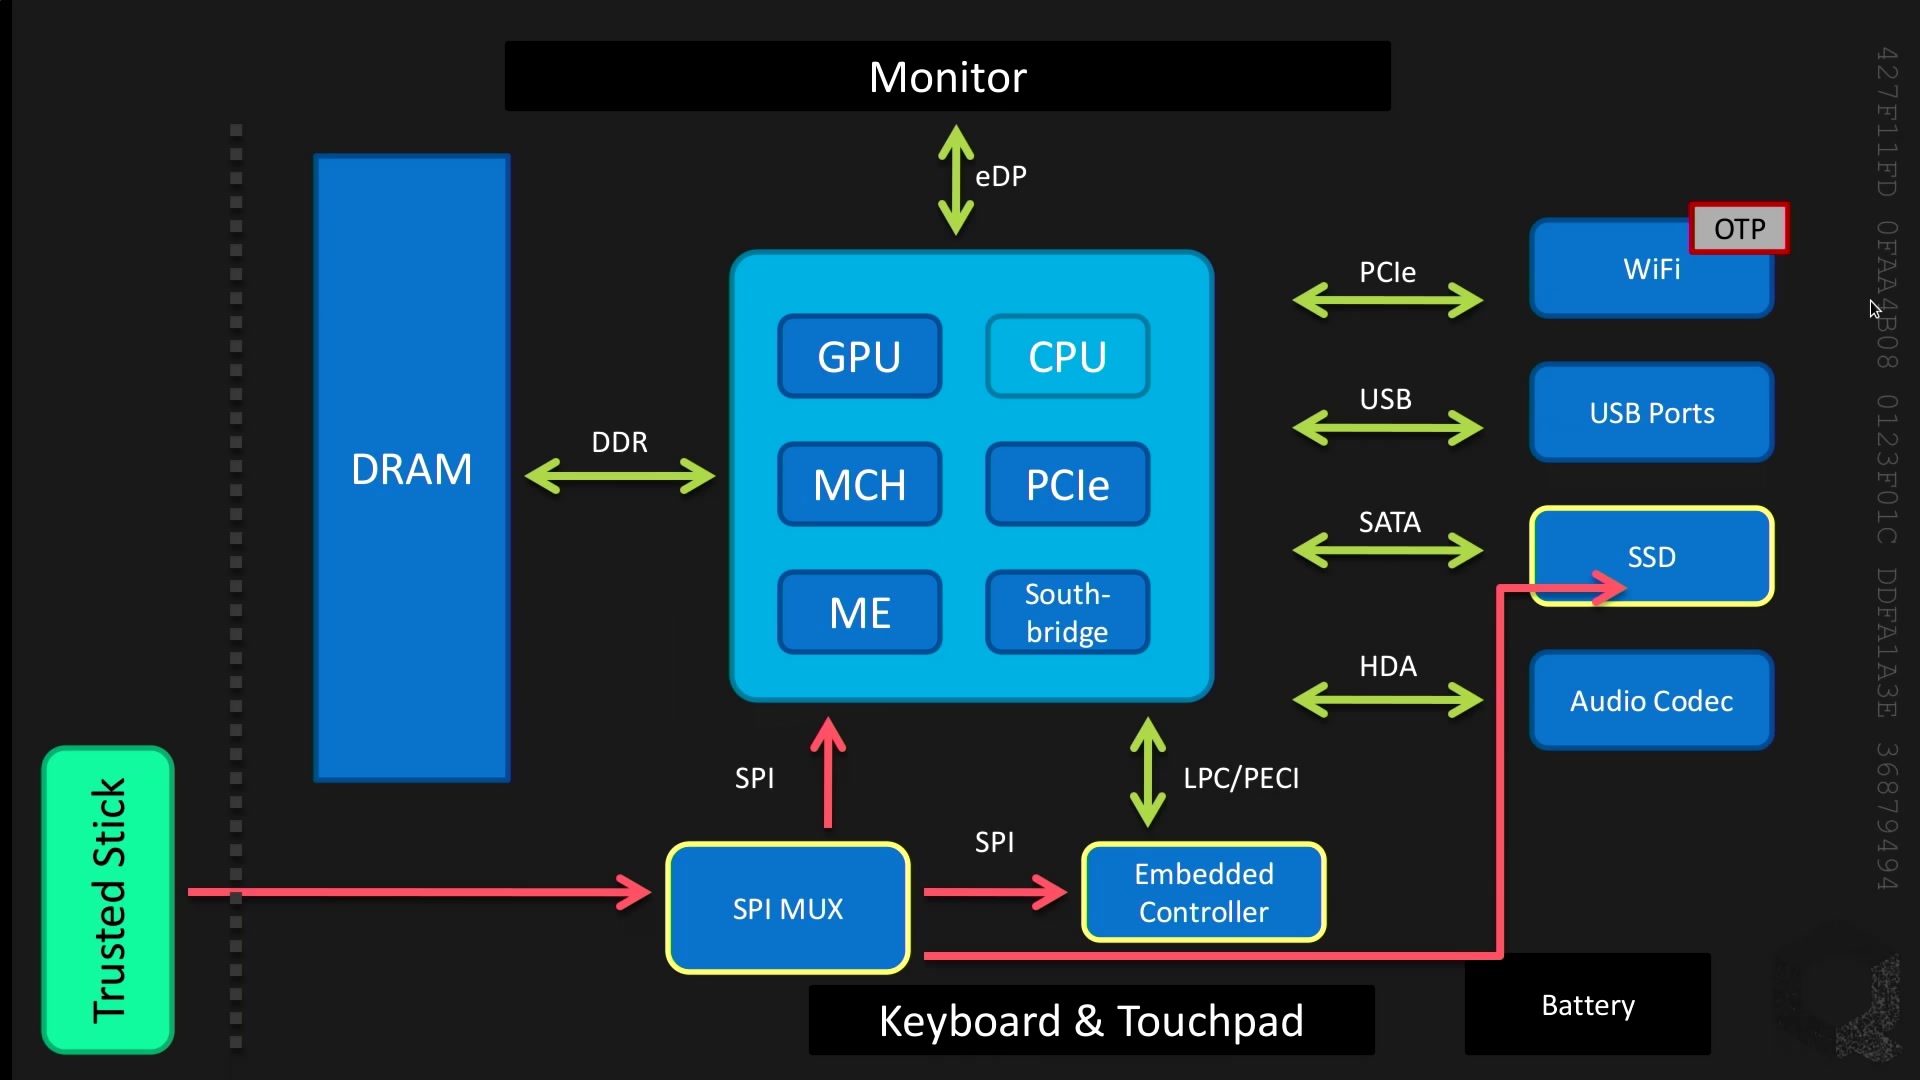 Monitor
eDP
OTP
WiFi
PCIe
GPU
CPU
USB
USB Ports
DDR
DRAM
MCH
PCIe
SATA
SSD
ME
South-
bridge
HDA
Audio Codec
SPI
LPC/PECI
SPI
Trusted Stick
SPI MUX
Embedded
Controller
Keyboard & Touchpad
Battery
427F11FD 0FAA4B08 0123F01C DDFA1A3E 36879494